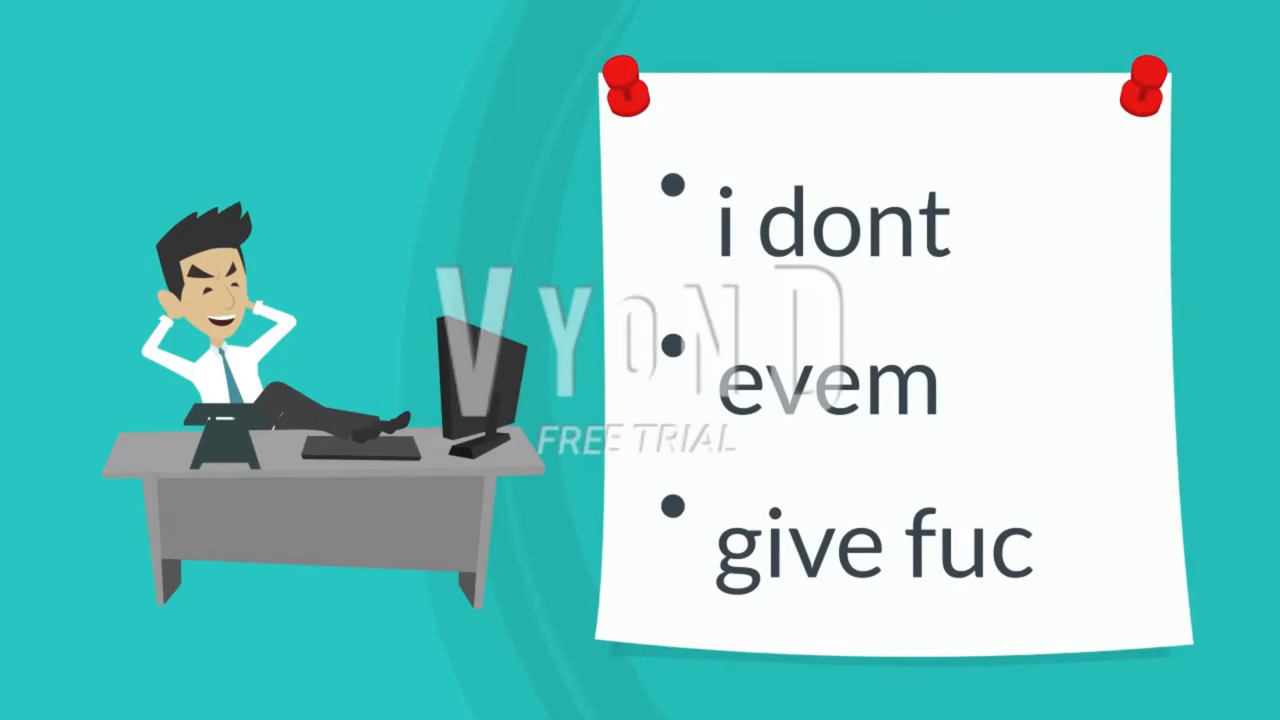 • i dont
• evem
• give fuc
VYOND
FREE TRIAL